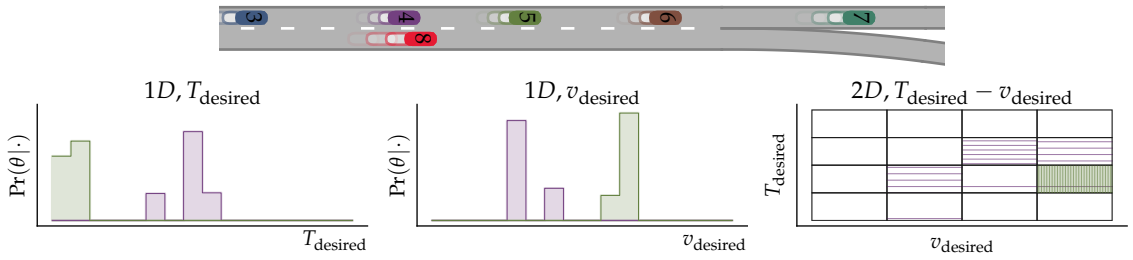 3 4 5 6 7
8
1D, T_desired 1D, v_desired 2D, T_desired − v_desired
Pr(θ|·) Pr(θ|·) T_desired
T_desired v_desired v_desired